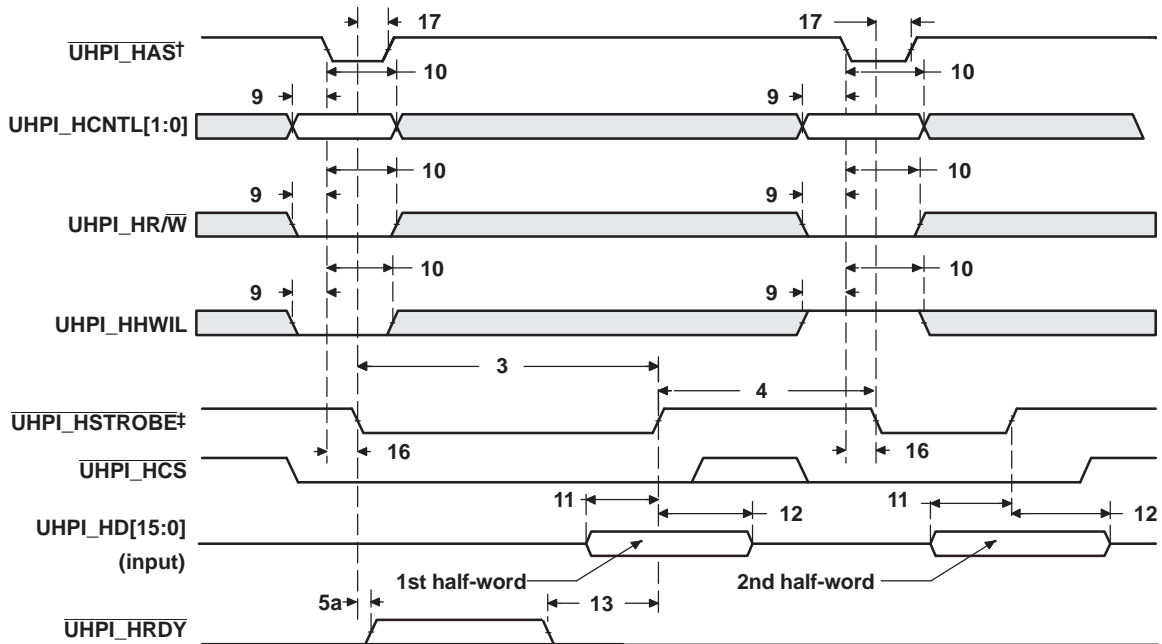 17 17
UHPI_HAS†
10 10
9 9
UHPI_HCNTL[1:0]
10 10
9 9
UHPI_HR/W
10 10
9 9
UHPI_HHWIL
3
4
UHPI_HSTROBE‡
16 16
UHPI_HCS
11 11
12 12
UHPI_HD[15:0]
(input)
1st half-word 2nd half-word
5a 13
UHPI_HRDY